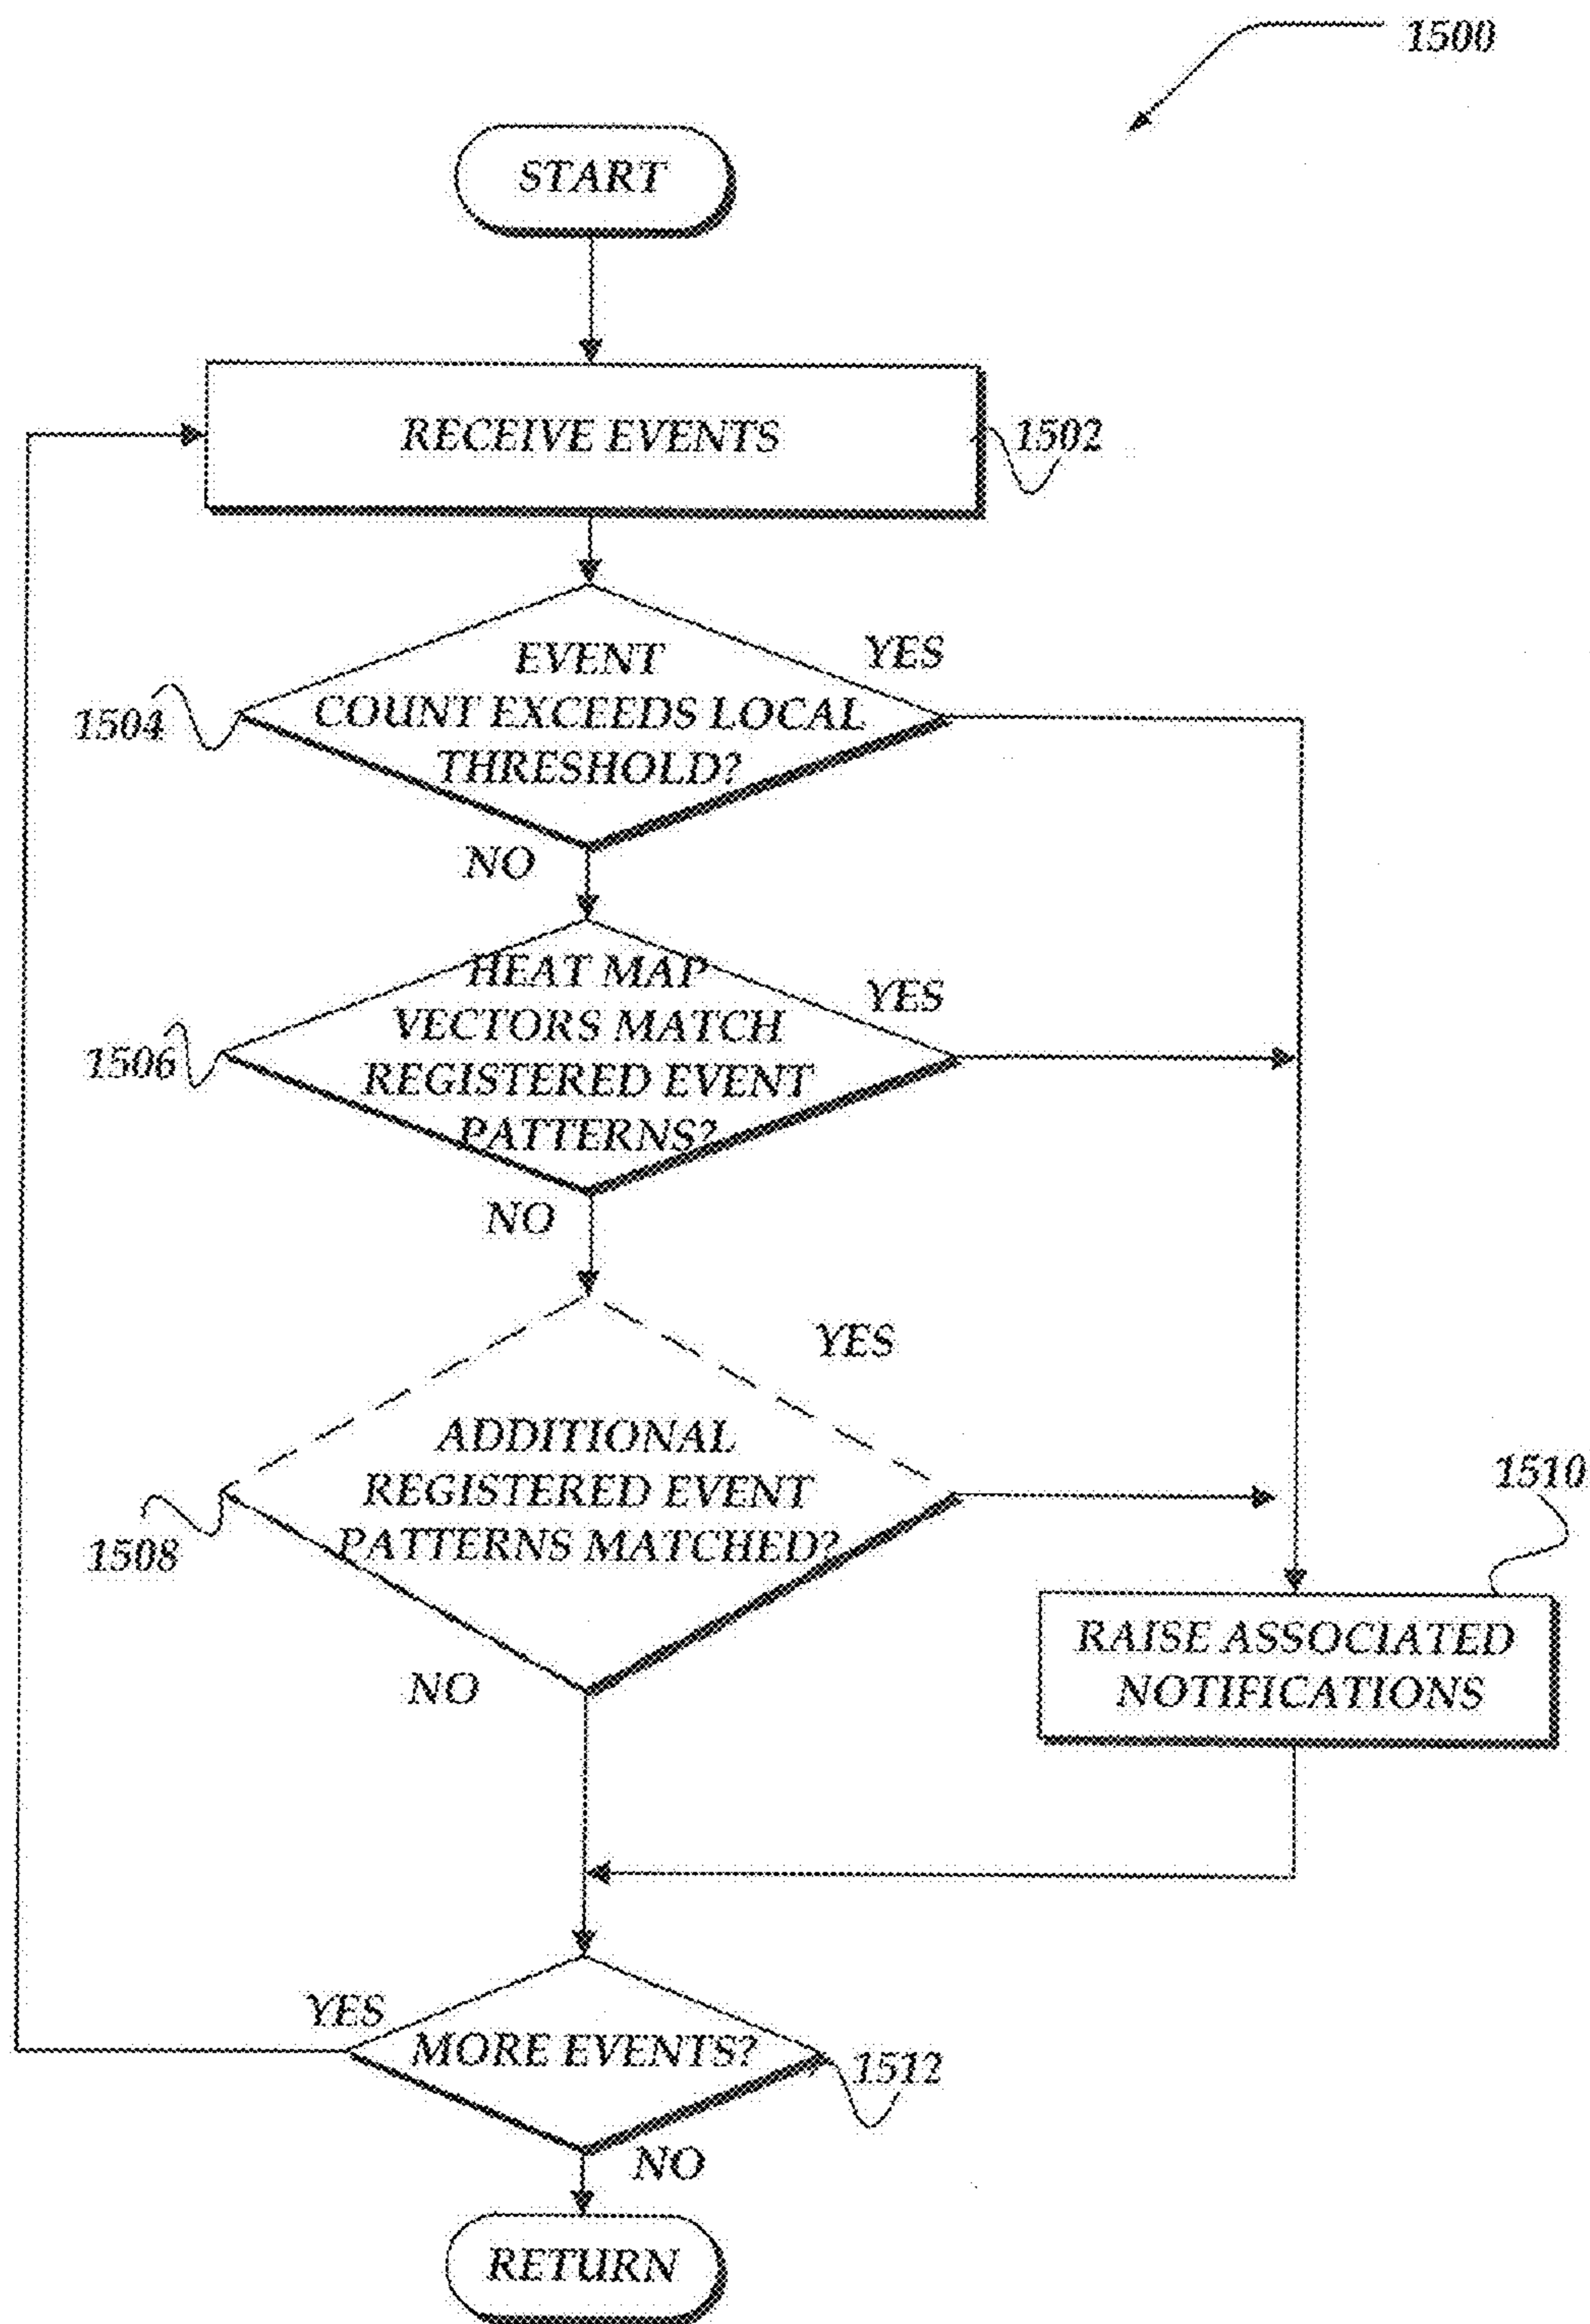 1500
START
RECEIVE EVENTS
1502
EVENT
COUNT EXCEEDS LOCAL
THRESHOLD?
YES
1504
NO
HEAT MAP
VECTORS MATCH
REGISTERED EVENT
PATTERNS?
YES
1506
NO
YES
ADDITIONAL
REGISTERED EVENT
PATTERNS MATCHED?
1508
NO
1510
RAISE ASSOCIATED
NOTIFICATIONS
YES
MORE EVENTS?
1512
NO
RETURN